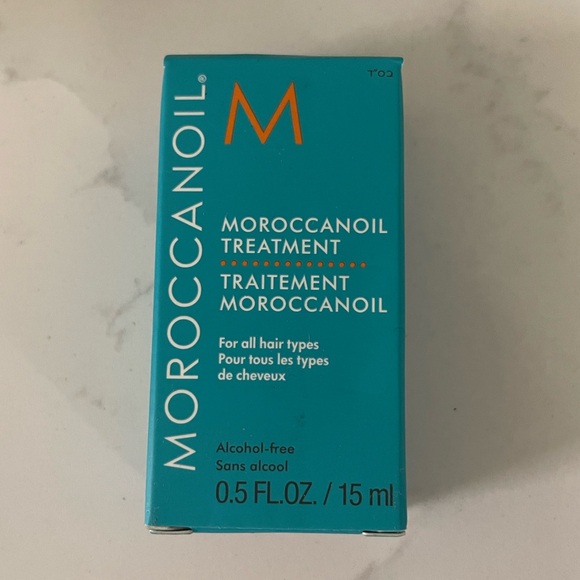 MOROCCANOIL®
בס"ד
M
MOROCCANOIL
TREATMENT
TRAITEMENT
MOROCCANOIL
For all hair types
Pour tous les types
de cheveux
Alcohol-free
Sans alcool
0.5 FL.OZ. / 15 ml